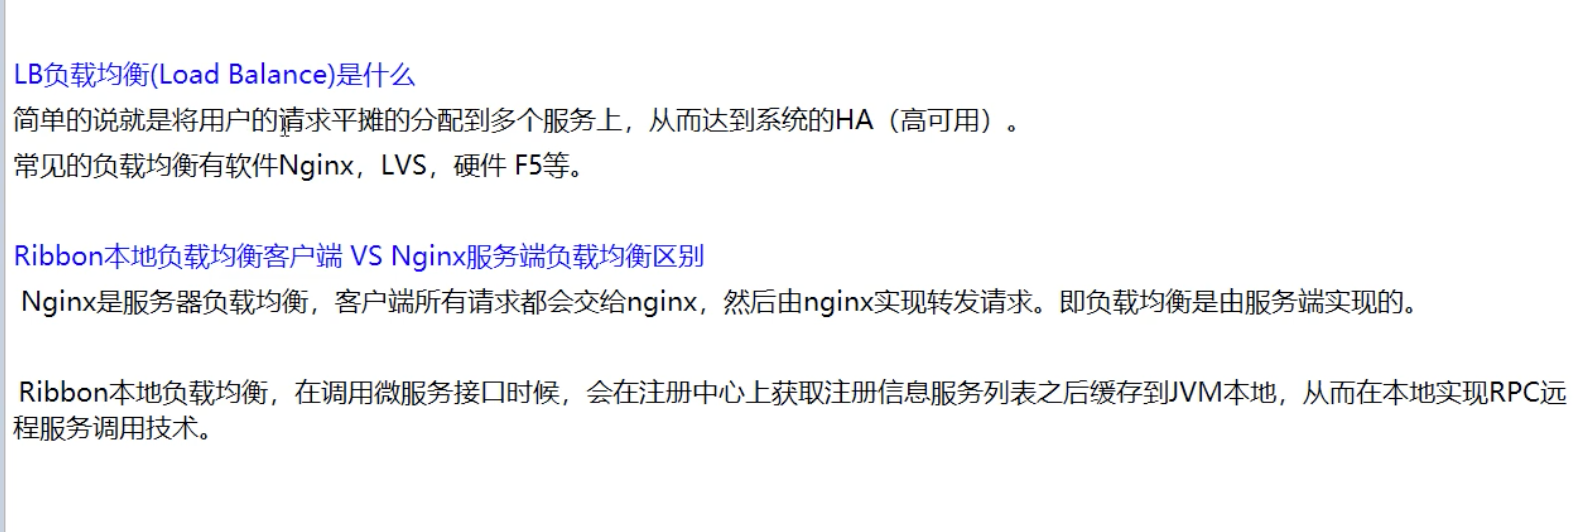 LB负载均衡(Load Balance)是什么
简单的说就是将用户的请求平摊的分配到多个服务上，从而达到系统的HA（高可用）。
常见的负载均衡有软件Nginx，LVS，硬件 F5等。
Ribbon本地负载均衡客户端 VS Nginx服务端负载均衡区别
Nginx是服务器负载均衡，客户端所有请求都会交给nginx，然后由nginx实现转发请求。即负载均衡是由服务端实现的。
Ribbon本地负载均衡，在调用微服务接口时候，会在注册中心上获取注册信息服务列表之后缓存到JVM本地，从而在本地实现RPC远
程服务调用技术。